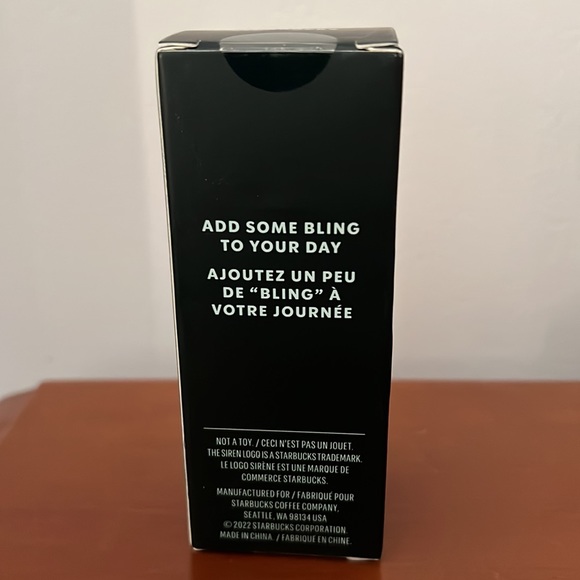 ADD SOME BLING
TO YOUR DAY
AJOUTEZ UN PEU
DE “BLING” À
VOTRE JOURNÉE
NOT A TOY. / CECI N'EST PAS UN JOUET.
THE SIREN LOGO IS A STARBUCKS TRADEMARK.
LE LOGO SIRÈNE EST UNE MARQUE DE
COMMERCE STARBUCKS.
MANUFACTURED FOR / FABRIQUÉ POUR
STARBUCKS COFFEE COMPANY,
SEATTLE, WA 98134 USA
© 2022 STARBUCKS CORPORATION.
MADE IN CHINA. / FABRIQUÉ EN CHINE.